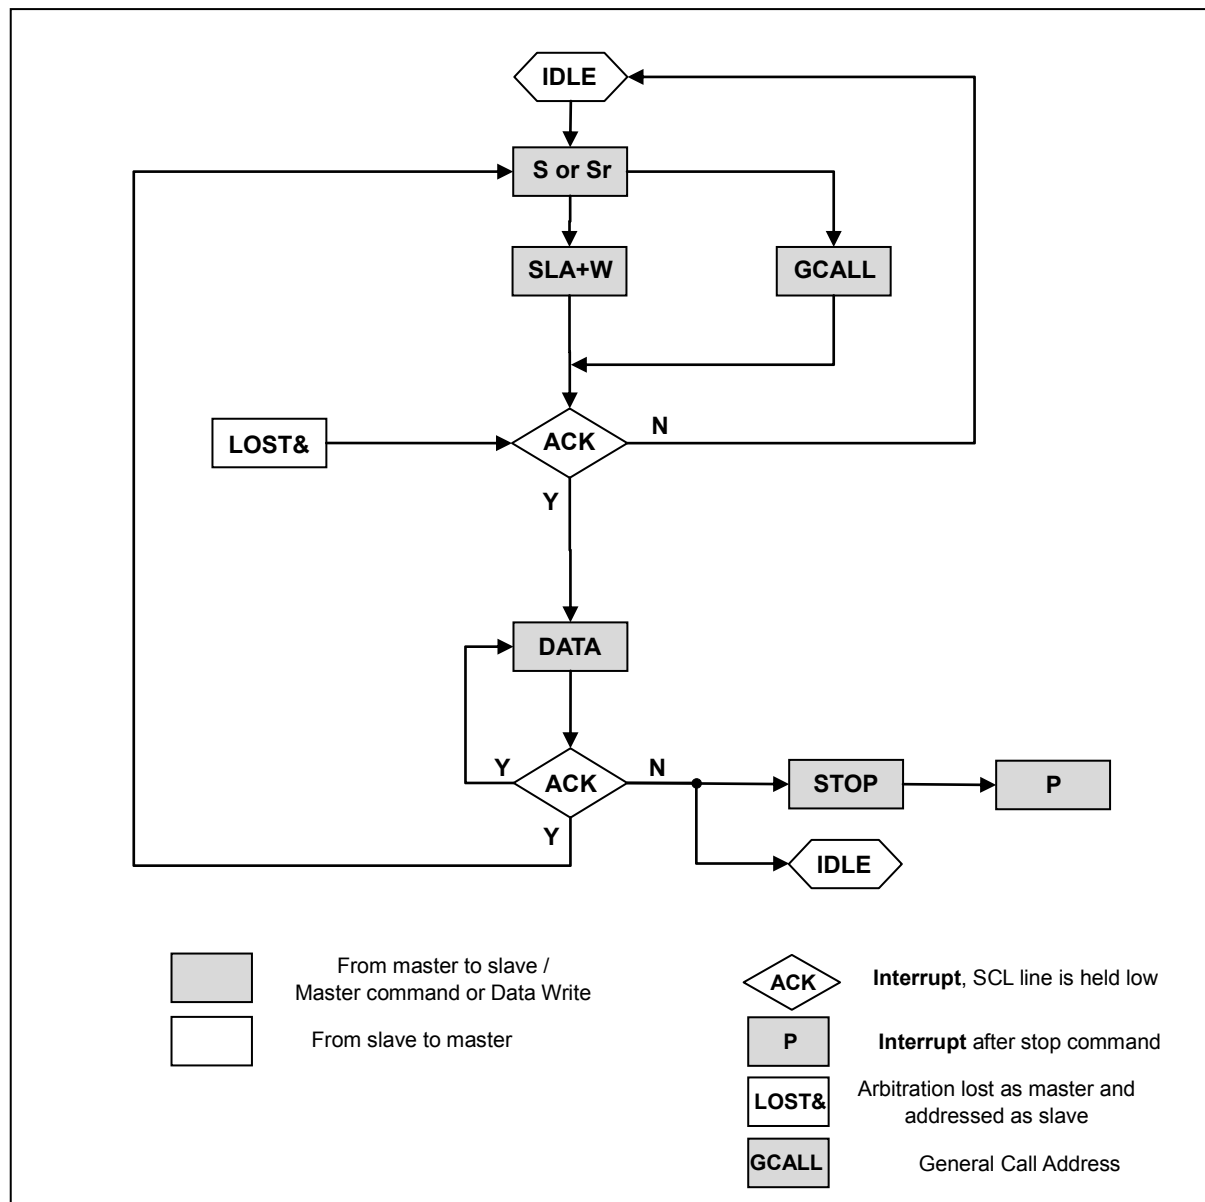 IDLE
S or Sr
SLA+W
GCALL
LOST&
ACK
N
Y
DATA
Y
ACK
N
STOP
P
Y
IDLE
From master to slave /
Master command or Data Write
From slave to master
ACK
Interrupt, SCL line is held low
P
Interrupt after stop command
LOST&
Arbitration lost as master and
addressed as slave
GCALL
General Call Address